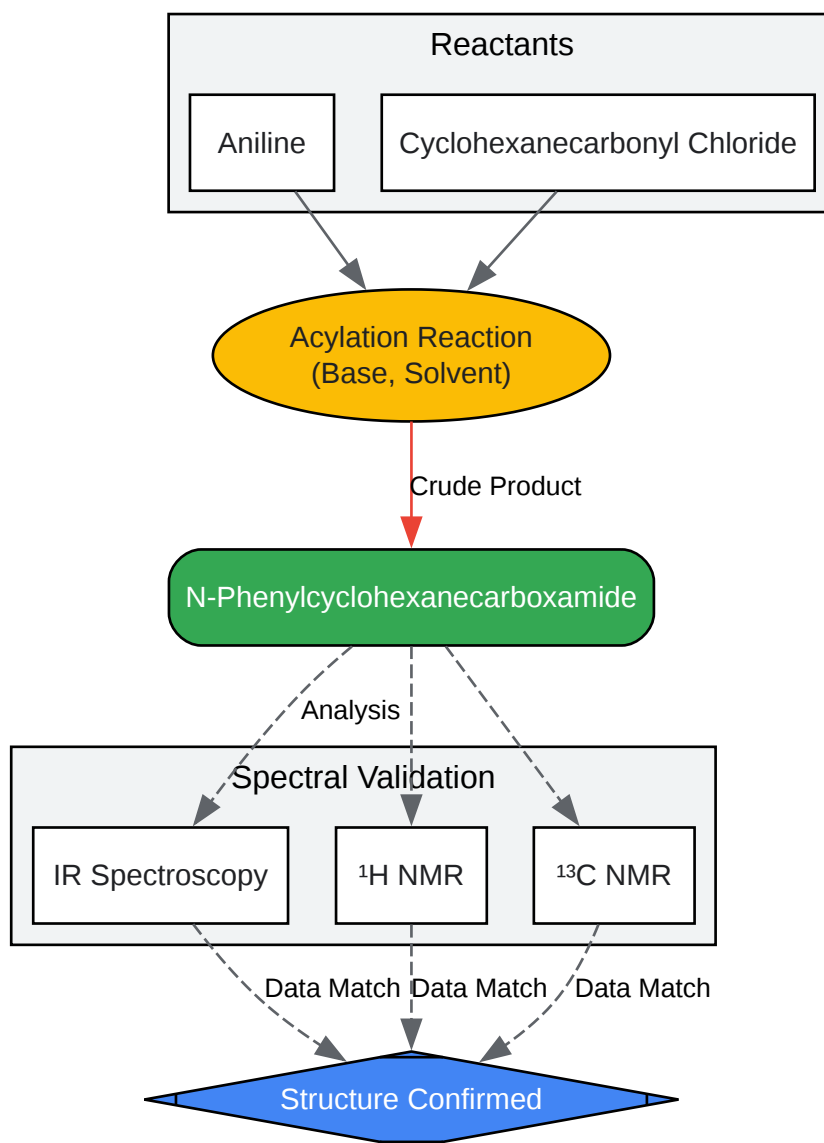 Reactants
Aniline
Cyclohexanecarbonyl Chloride
Acylation Reaction
(Base, Solvent)
Crude Product
N-Phenylcyclohexanecarboxamide
Analysis
Spectral Validation
IR Spectroscopy
¹H NMR
¹³C NMR
Data Match
Data Match
Data Match
Structure Confirmed